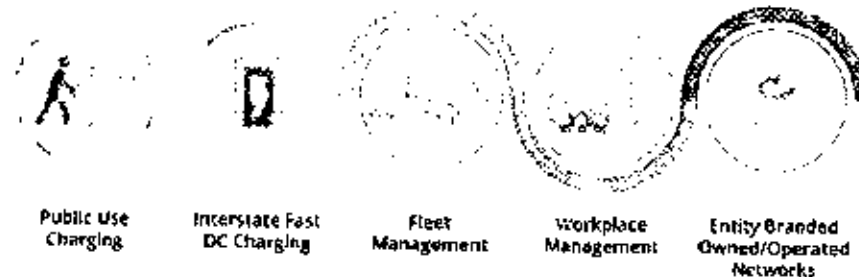 Public Use
Charging
Interstate Fast
DC Charging
Fleet
Management
Workplace
Management
Entity Branded
Owned/Operated
Networks